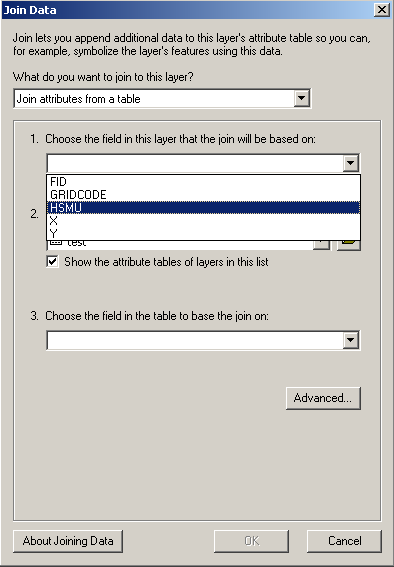 Join Data
Join lets you append additional data to this layer's attribute table so you can,
for example, symbolize the layer's features using this data.
What do you want to join to this layer?
Join attributes from a table
1. Choose the field in this layer that the join will be based on:
FID
GRIDCODE
HSMU
X
Y
2.
test
Show the attribute tables of layers in this list
3. Choose the field in the table to base the join on:
Advanced...
About Joining Data
OK
Cancel